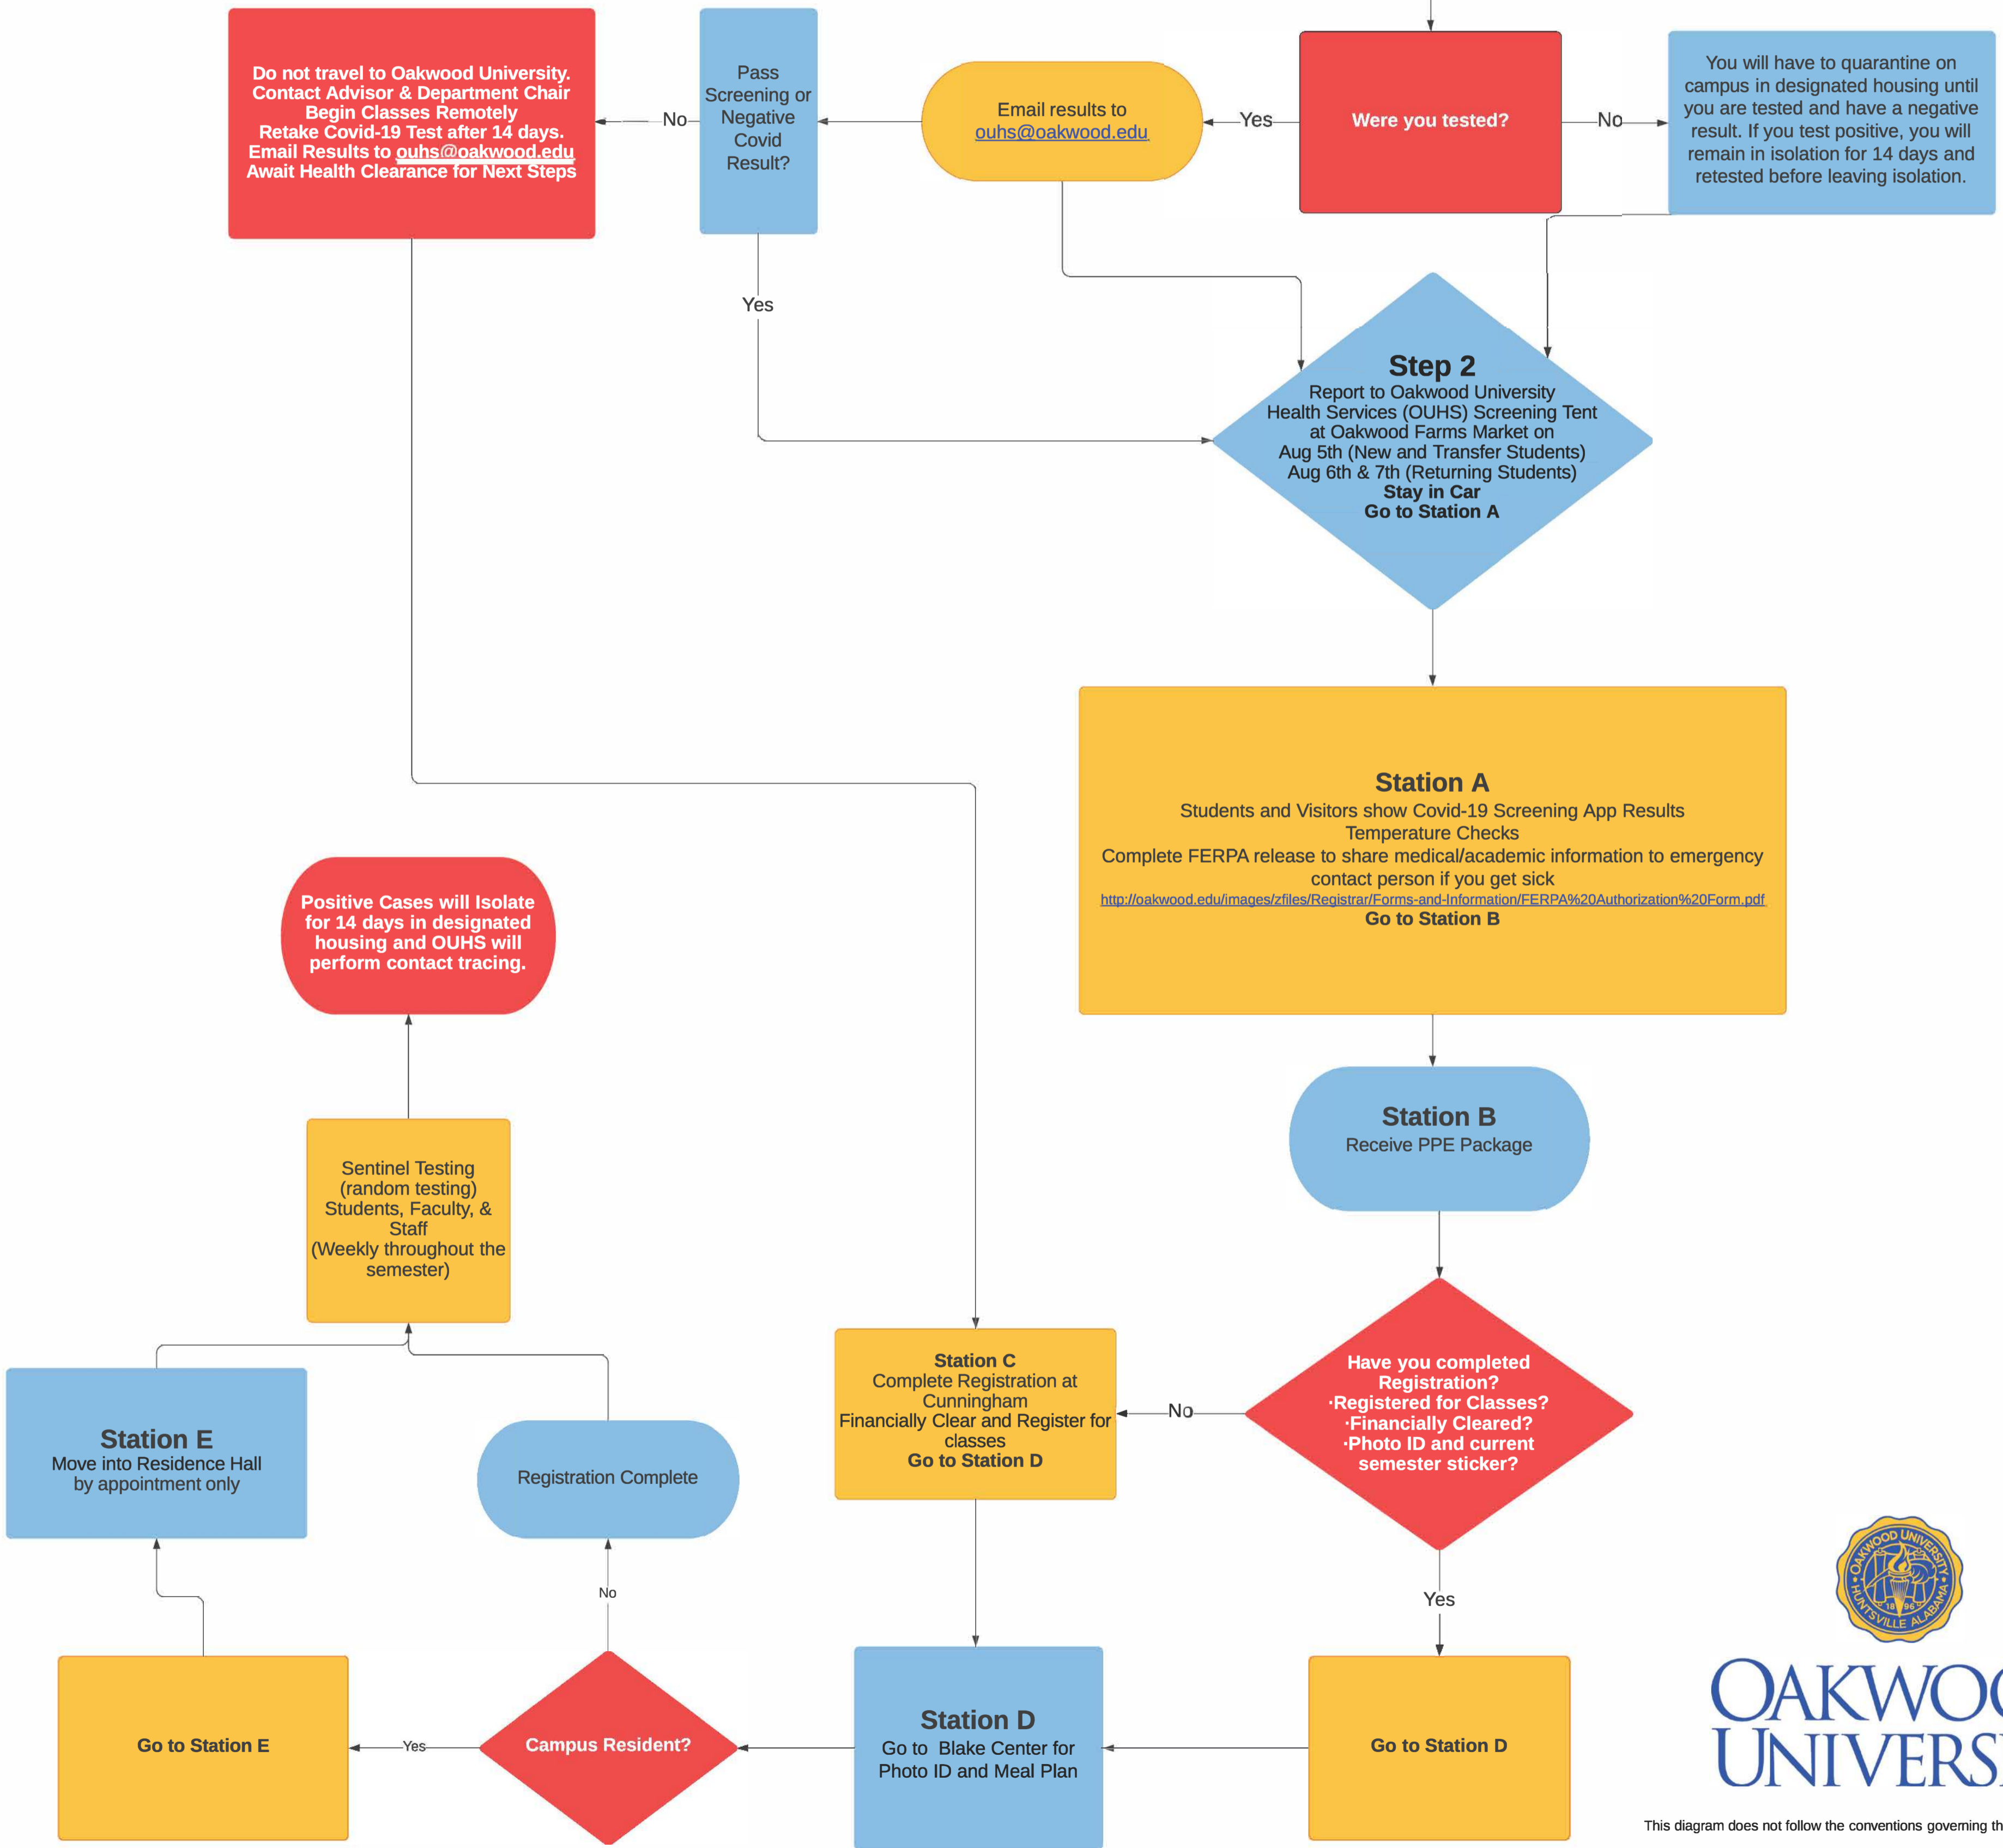 Do not travel to Oakwood University.
Contact Advisor & Department Chair
Begin Classes Remotely
Retake Covid-19 Test after 14 days.
Email Results to ouhs@oakwood.edu
Await Health Clearance for Next Steps
No
Pass
Screening or
Negative
Covid
Result?
Email results to
ouhs@oakwood.edu
Yes
Were you tested?
No
You will have to quarantine on
campus in designated housing until
you are tested and have a negative
result. If you test positive, you will
remain in isolation for 14 days and
retested before leaving isolation.
Yes
Step 2
Report to Oakwood University
Health Services (OUHS) Screening Tent
at Oakwood Farms Market on
Aug 5th (New and Transfer Students)
Aug 6th & 7th (Returning Students)
Stay in Car
Go to Station A
Station A
Students and Visitors show Covid-19 Screening App Results
Temperature Checks
Complete FERPA release to share medical/academic information to emergency
contact person if you get sick
http://oakwood.edu/images/zfiles/Registrar/Forms-and-Information/FERPA%20Authorization%20Form.pdf
Go to Station B
Positive Cases will Isolate
for 14 days in designated
housing and OUHS will
perform contact tracing.
Station B
Receive PPE Package
Sentinel Testing
(random testing)
Students, Faculty, &
Staff
(Weekly throughout the
semester)
Station C
Complete Registration at
Cunningham
Financially Clear and Register for
classes
Go to Station D
No
Have you completed
Registration?
·Registered for Classes?
·Financially Cleared?
·Photo ID and current
semester sticker?
Station E
Move into Residence Hall
by appointment only
Registration Complete
No
Yes
Go to Station E
Yes
Campus Resident?
Station D
Go to Blake Center for
Photo ID and Meal Plan
Go to Station D
OAKWOOD UNIVERSITY
HUNTSVILLE ALABAMA
1896
OAKWOO
UNIVERS
This diagram does not follow the conventions governing th